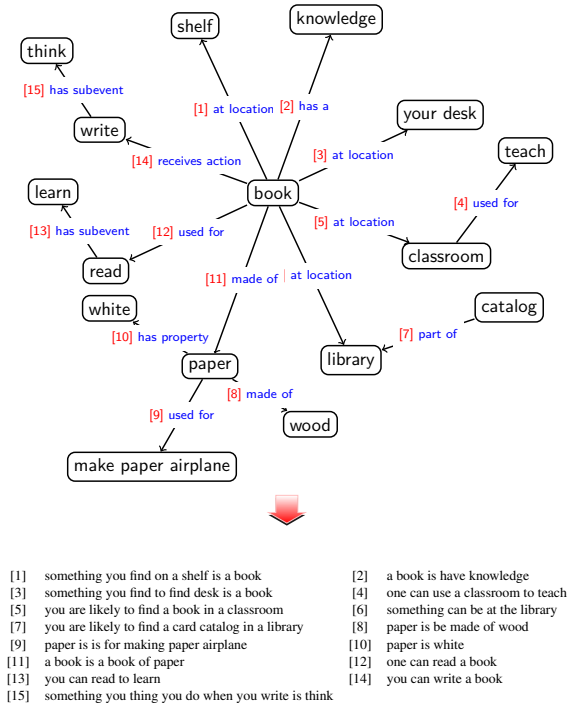 shelf
knowledge
think
[15] has subevent
[1] at location
[2] has a
your desk
write
[14] receives action
[3] at location
teach
learn
book
[4] used for
[13] has subevent
[12] used for
[5] at location
read
[11] made of
at location
classroom
white
catalog
[10] has property
[7] part of
paper
library
[8] made of
[9] used for
wood
make paper airplane
[1] something you find on a shelf is a book
[2] a book is have knowledge
[3] something you find to find desk is a book
[4] one can use a classroom to teach
[5] you are likely to find a book in a classroom
[6] something can be at the library
[7] you are likely to find a card catalog in a library
[8] paper is be made of wood
[9] paper is is for making paper airplane
[10] paper is white
[11] a book is a book of paper
[12] one can read a book
[13] you can read to learn
[14] you can write a book
[15] something you thing you do when you write is think